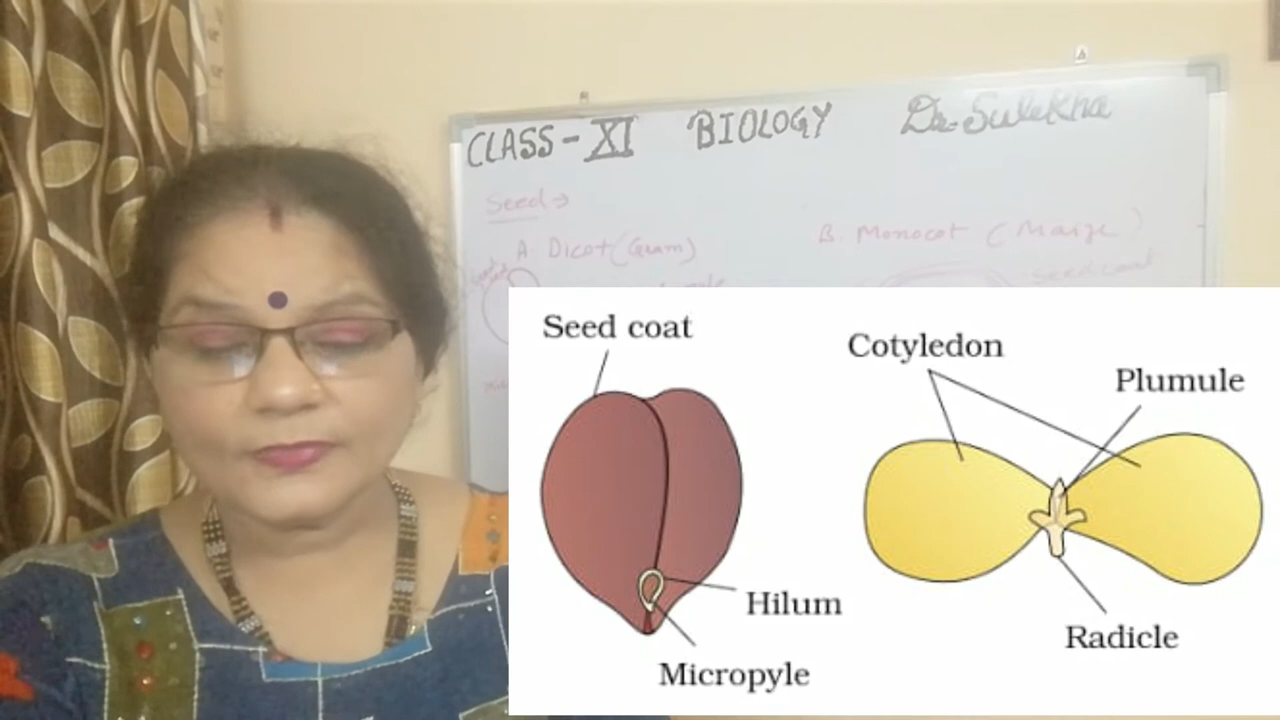 CLASS-XI BIOLOGY Dr. Sulekha
Seed→
A. Dicot (Gram) B. Monocot (Maize)
Seed coat
Seed coat
Cotyledon
Plumule
Hilum
Radicle
Micropyle